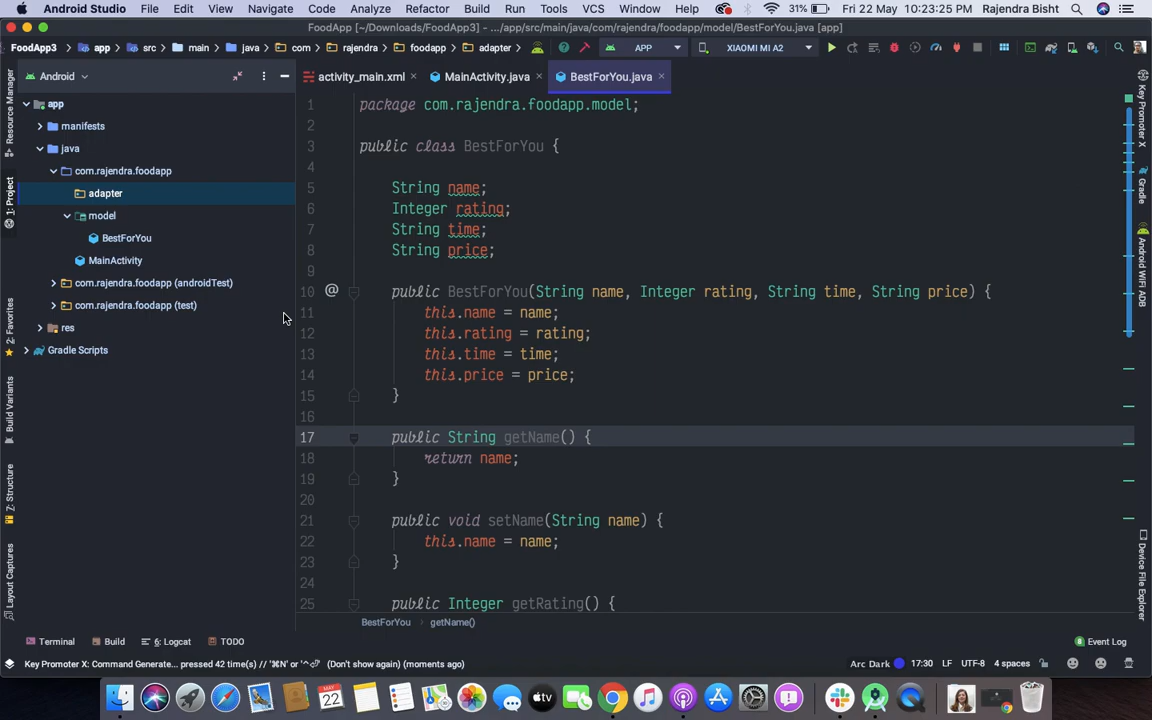 Android Studio File Edit View Navigate Code Analyze Refactor Build Run Tools VCS Window Help 31% Fri 22 May 10:23:25 PM Rajendra Bisht
FoodApp [~/Downloads/FoodApp3] - .../app/src/main/java/com/rajendra/foodapp/model/BestForYou.java [app]
FoodApp3 app src main java com rajendra foodapp adapter APP XIAOMI MI A2
Android
activity_main.xml MainActivity.java BestForYou.java
app
manifests
java
com.rajendra.foodapp
adapter
model
BestForYou
MainActivity
com.rajendra.foodapp (androidTest)
com.rajendra.foodapp (test)
res
Gradle Scripts
Resource Manager
1: Project
2: Favorites
Build Variants
7: Structure
Layout Captures
1 package com.rajendra.foodapp.model;
2
3 public class BestForYou {
4
5 String name;
6 Integer rating;
7 String time;
8 String price;
9
10 @ public BestForYou(String name, Integer rating, String time, String price) {
11 this.name = name;
12 this.rating = rating;
13 this.time = time;
14 this.price = price;
15 }
16
17 public String getName() {
18 return name;
19 }
20
21 public void setName(String name) {
22 this.name = name;
23 }
24
25 public Integer getRating() {
BestForYou getName()
Key Promoter X
Gradle
Android WiFi ADB
Device File Explorer
Terminal Build 6: Logcat TODO 8 Event Log
Key Promoter X: Command Generate... pressed 42 time(s) // '⌘N' or '^⏎' (Don't show again) (moments ago) Arc Dark 17:30 LF UTF-8 4 spaces
MAY
22
tv